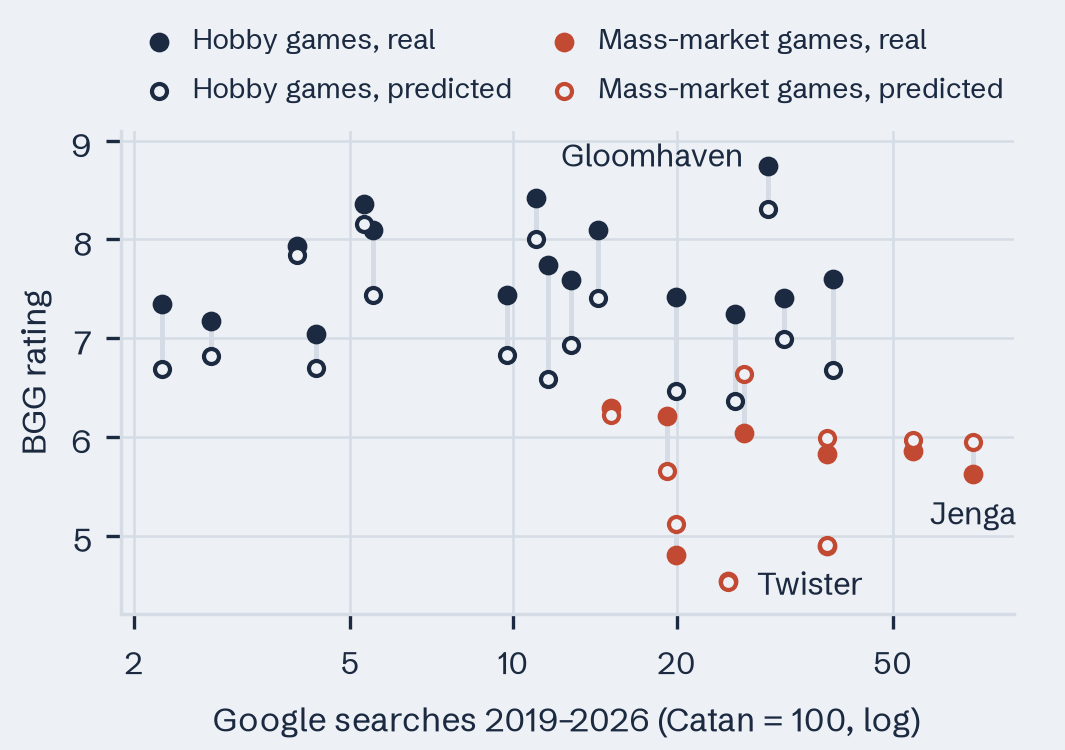 Hobby games, real
Mass-market games, real
Hobby games, predicted
Mass-market games, predicted
9
8
7
6
5
BGG rating
Gloomhaven
Jenga
Twister
2 5 10 20 50
Google searches 2019–2026 (Catan = 100, log)